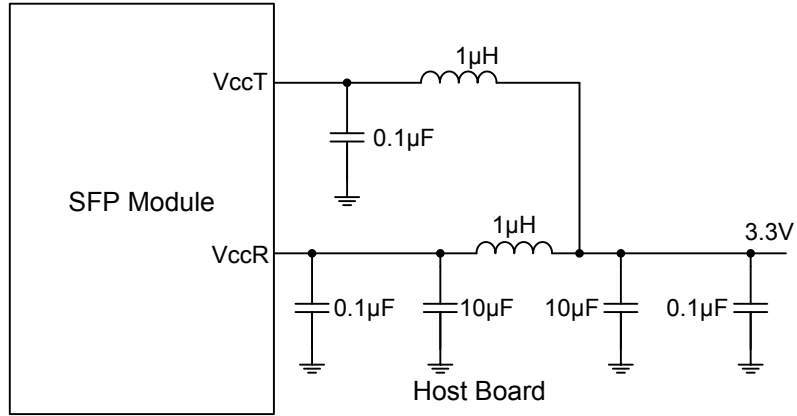 1µH
VccT
0.1µF
SFP Module
1µH
3.3V
VccR
0.1µF
10µF
10µF
0.1µF
Host Board